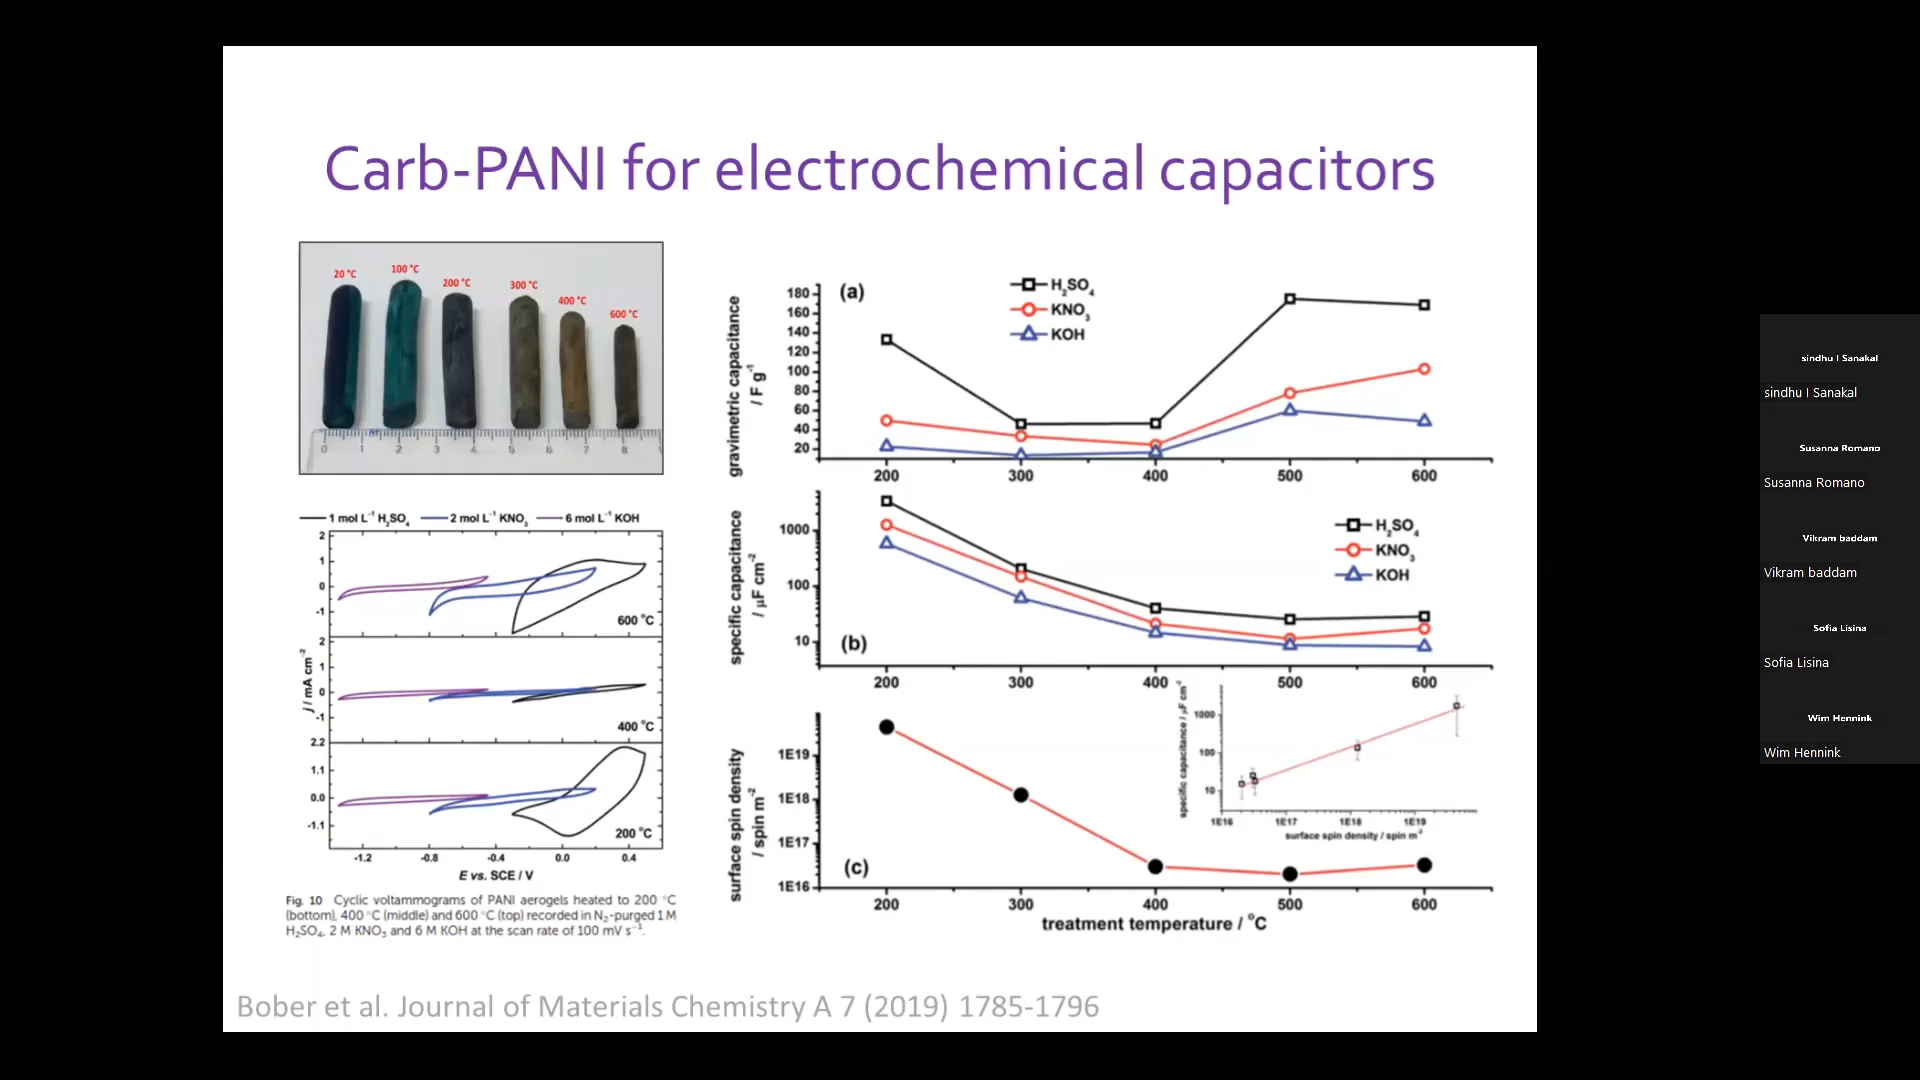 Carb-PANI for electrochemical capacitors
20 °C
100 °C
200 °C
300 °C
400 °C
600 °C
0 1 2 3 4 5 6 7 8
1 mol L⁻¹ H₂SO₄ 2 mol L⁻¹ KNO₃ 6 mol L⁻¹ KOH
2
1
0
-1
600 °C
2
1
0
-1
400 °C
2.2
1.1
0.0
-1.1
200 °C
j / mA cm⁻²
-1.2 -0.8 -0.4 0.0 0.4
E vs. SCE / V
Fig. 10 Cyclic voltammograms of PANI aerogels heated to 200 °C
(bottom), 400 °C (middle) and 600 °C (top) recorded in N₂-purged 1 M
H₂SO₄, 2 M KNO₃ and 6 M KOH at the scan rate of 100 mV s⁻¹.
(a)
H₂SO₄
KNO₃
KOH
gravimetric capacitance
/ F g⁻¹
180
160
140
120
100
80
60
40
20
200 300 400 500 600
H₂SO₄
KNO₃
KOH
specific capacitance
/ µF cm⁻²
1000
100
10
(b)
200 300 400 500 600
surface spin density
/ spin m⁻²
1E19
1E18
1E17
1E16
(c)
specific capacitance / µF cm⁻²
1000
100
10
1E16 1E17 1E18 1E19
surface spin density / spin m⁻²
200 300 400 500 600
treatment temperature / °C
Bober et al. Journal of Materials Chemistry A 7 (2019) 1785-1796
sindhu I Sanakal
sindhu I Sanakal
Susanna Romano
Susanna Romano
Vikram baddam
Vikram baddam
Sofia Lisina
Sofia Lisina
Wim Hennink
Wim Hennink